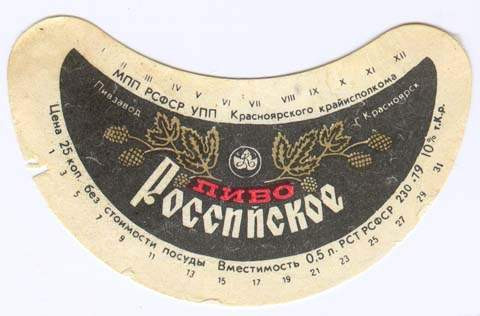 I II III IV V VI VII VIII IX X XI XII
МПП РСФСР УПП Красноярского крайисполкома
Пивзавод г. Красноярск
ПИВО
Российское
Цена 25 коп. без стоимости посуды Вместимость 0,5 л. РСТ РСФСР 230-79 10% т.К.р.
1 3 5 7 9 11 13 15 17 19 21 23 25 27 29 31